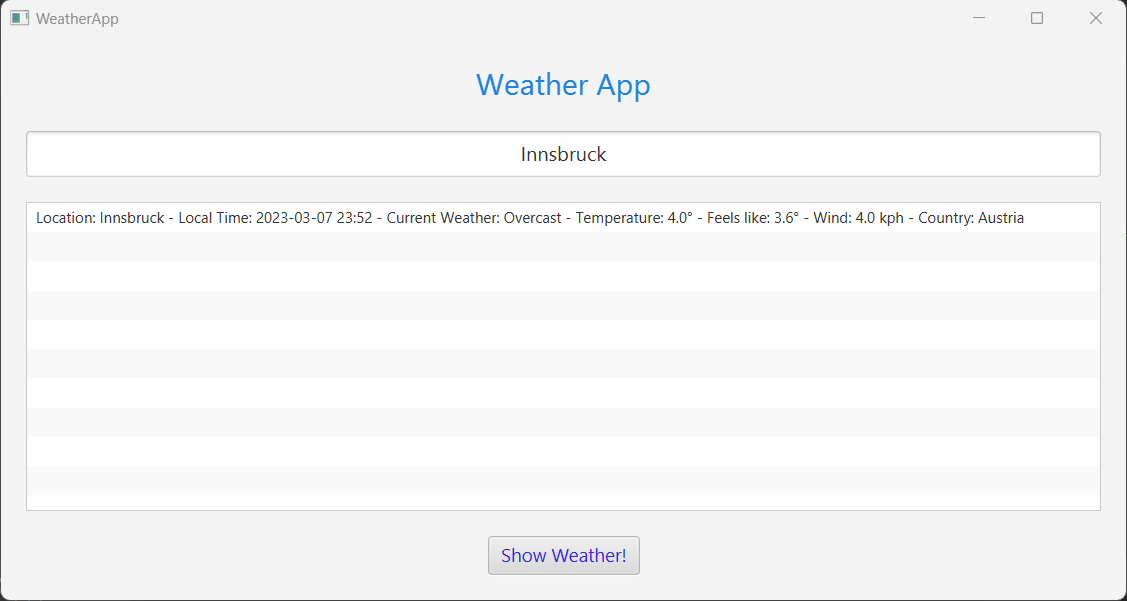 WeatherApp
Weather App
Innsbruck
Location: Innsbruck - Local Time: 2023-03-07 23:52 - Current Weather: Overcast - Temperature: 4.0° - Feels like: 3.6° - Wind: 4.0 kph - Country: Austria
Show Weather!